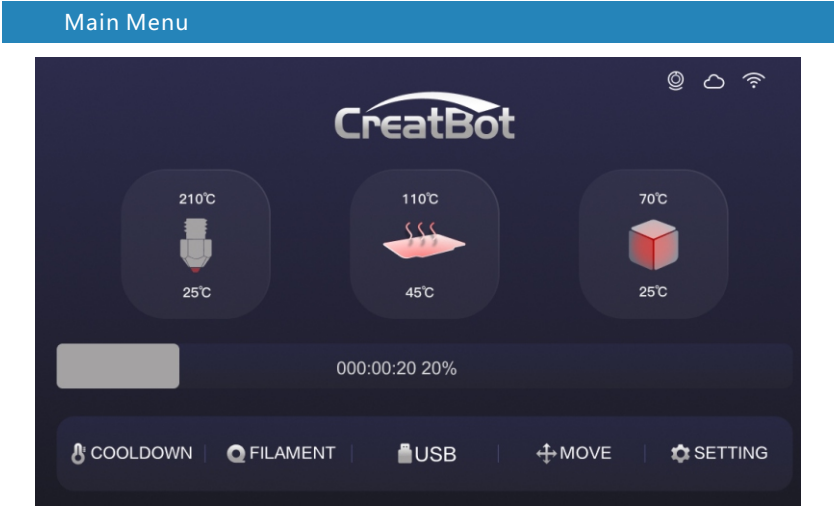 Main Menu
CreatBot
210℃ 110℃ 70℃
25℃ 45℃ 25℃
000:00:20 20%
COOLDOWN FILAMENT USB MOVE SETTING